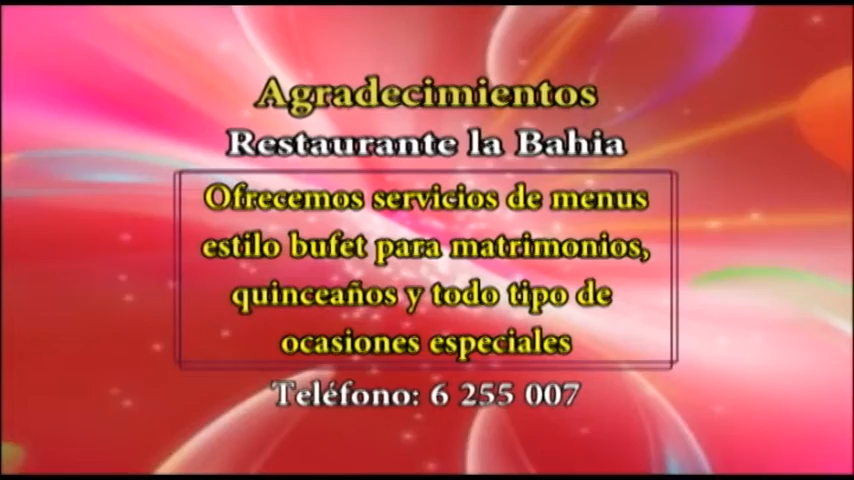 Agradecimientos
Restaurante la Bahia
Ofrecemos servicios de menus
estilo bufet para matrimonios,
quinceaños y todo tipo de
ocasiones especiales
Teléfono: 6 255 007